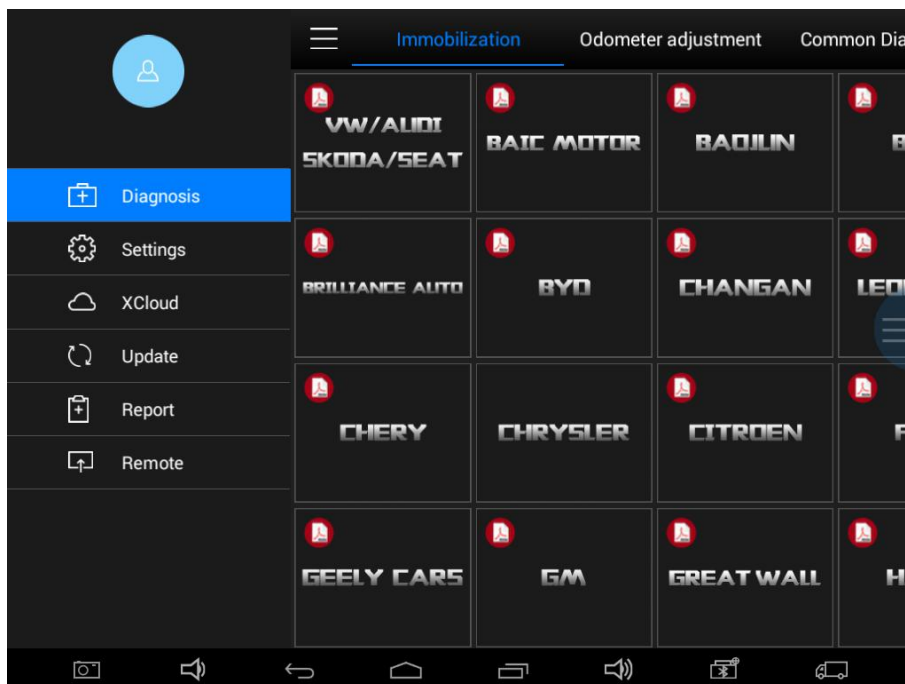 Immobilization
Odometer adjustment
Common Dia
Diagnosis
Settings
XCloud
Update
Report
Remote
VW/AUDI
SKODA/SEAT
BAIC MOTOR
BAOJUN
B
BRILLIANCE AUTO
BYD
CHANGAN
LEO
CHERY
CHRYSLER
CITROEN
F
GEELY CARS
GM
GREAT WALL
H